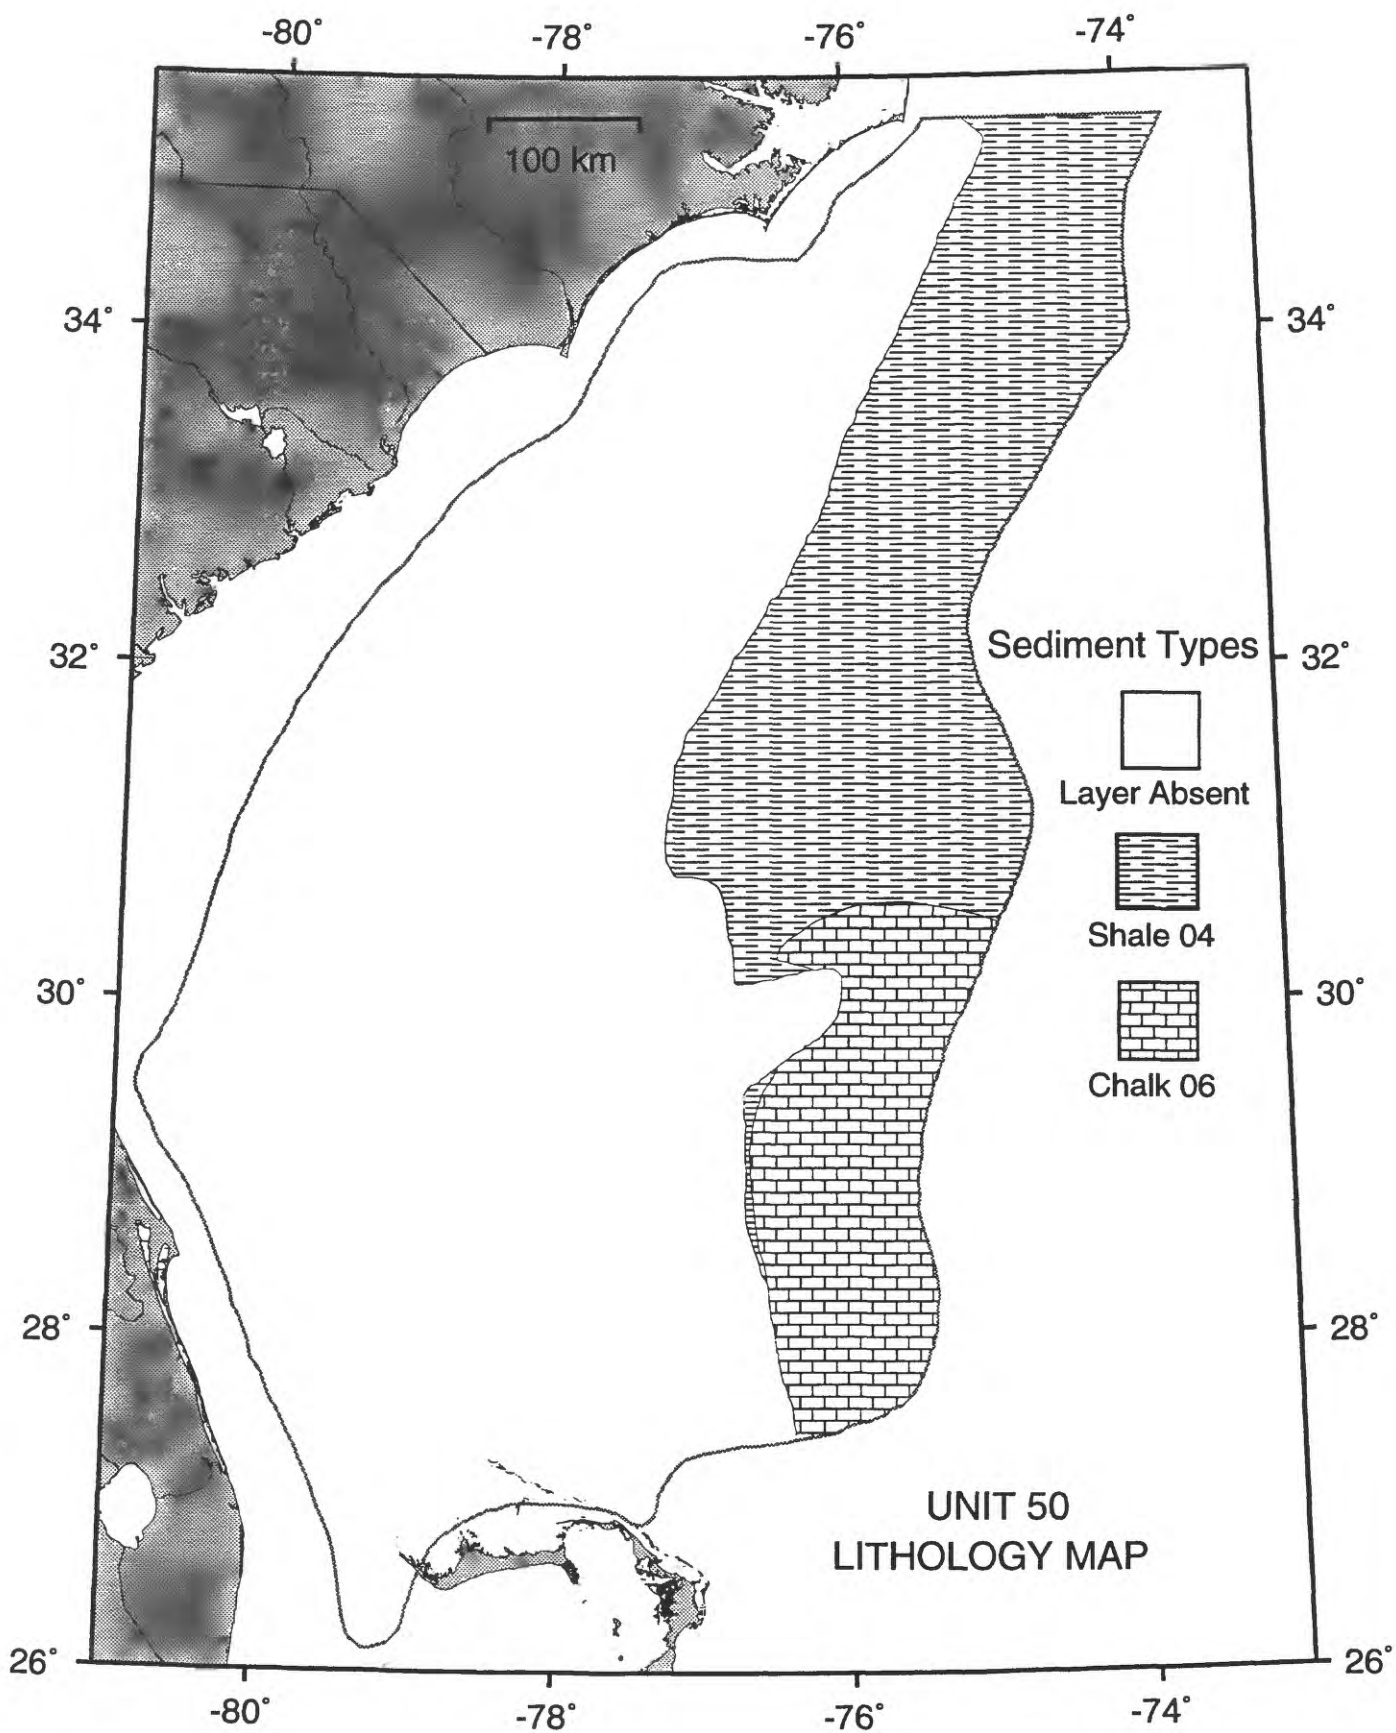 -80° -78° -76° -74°
100 km
34° 34°
32° 32°
Sediment Types
Layer Absent
Shale 04
30° 30°
Chalk 06
28° 28°
UNIT 50
LITHOLOGY MAP
26° 26°
-80° -78° -76° -74°